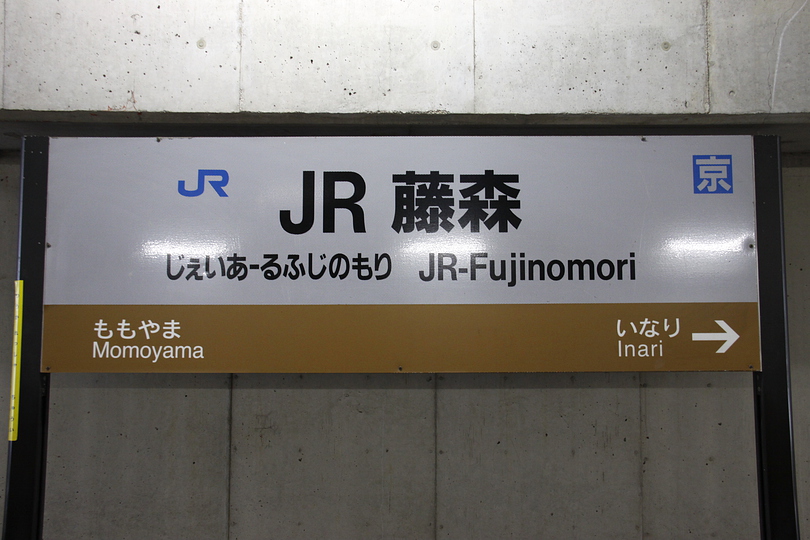 JR
京
JR 藤森
じぇいあーるふじのもり JR-Fujinomori
ももやま
Momoyama
いなり
Inari